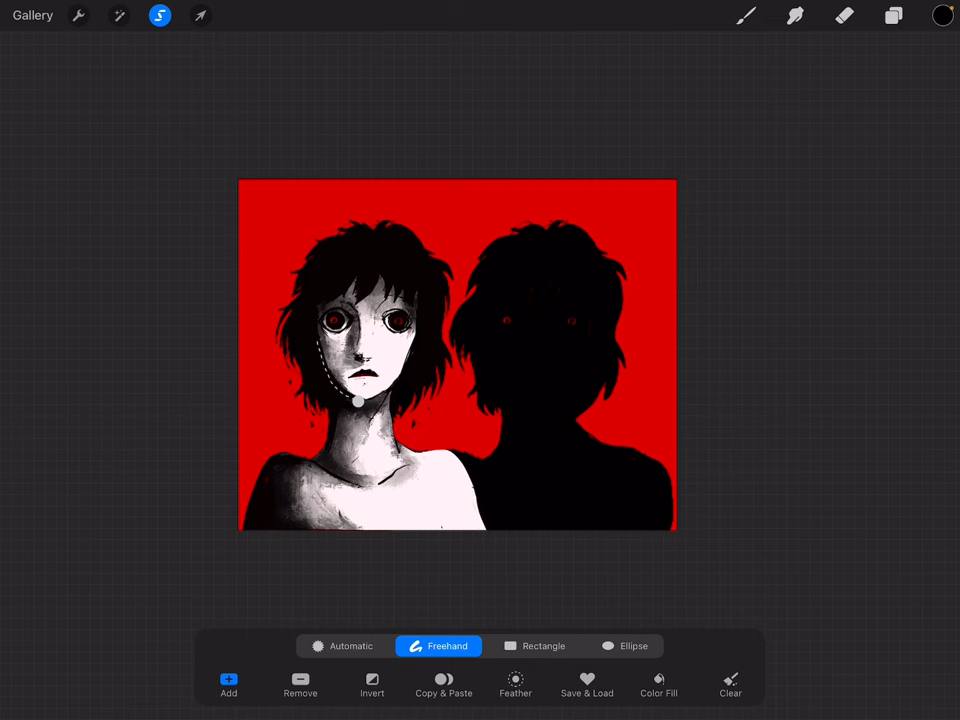 Gallery
Automatic Freehand Rectangle Ellipse
Add Remove Invert Copy & Paste Feather Save & Load Color Fill Clear